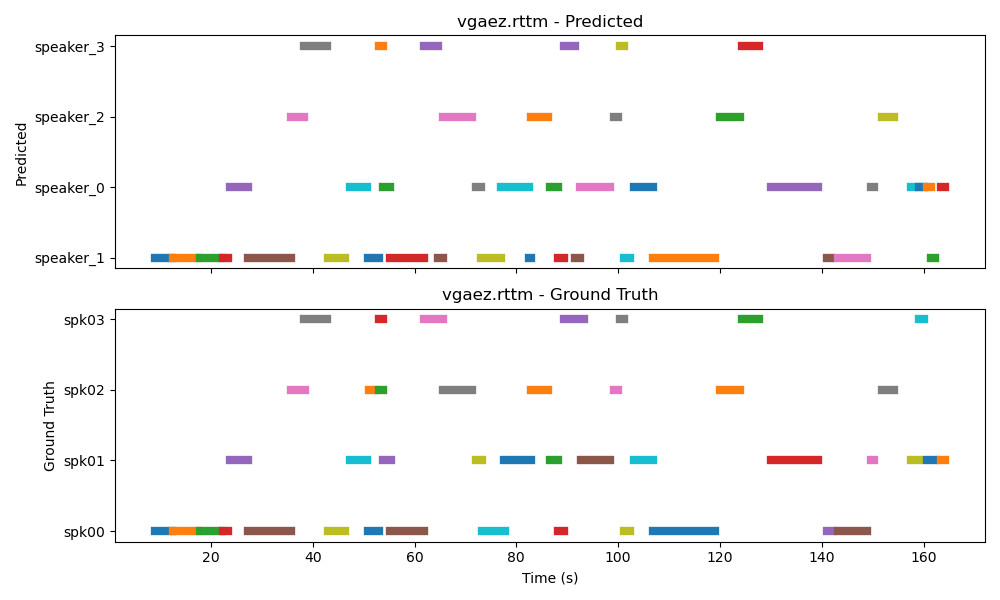 vgaez.rttm - Predicted
speaker_3
speaker_2
speaker_0
speaker_1
Predicted
vgaez.rttm - Ground Truth
spk03
spk02
spk01
spk00
Ground Truth
20 40 60 80 100 120 140 160
Time (s)